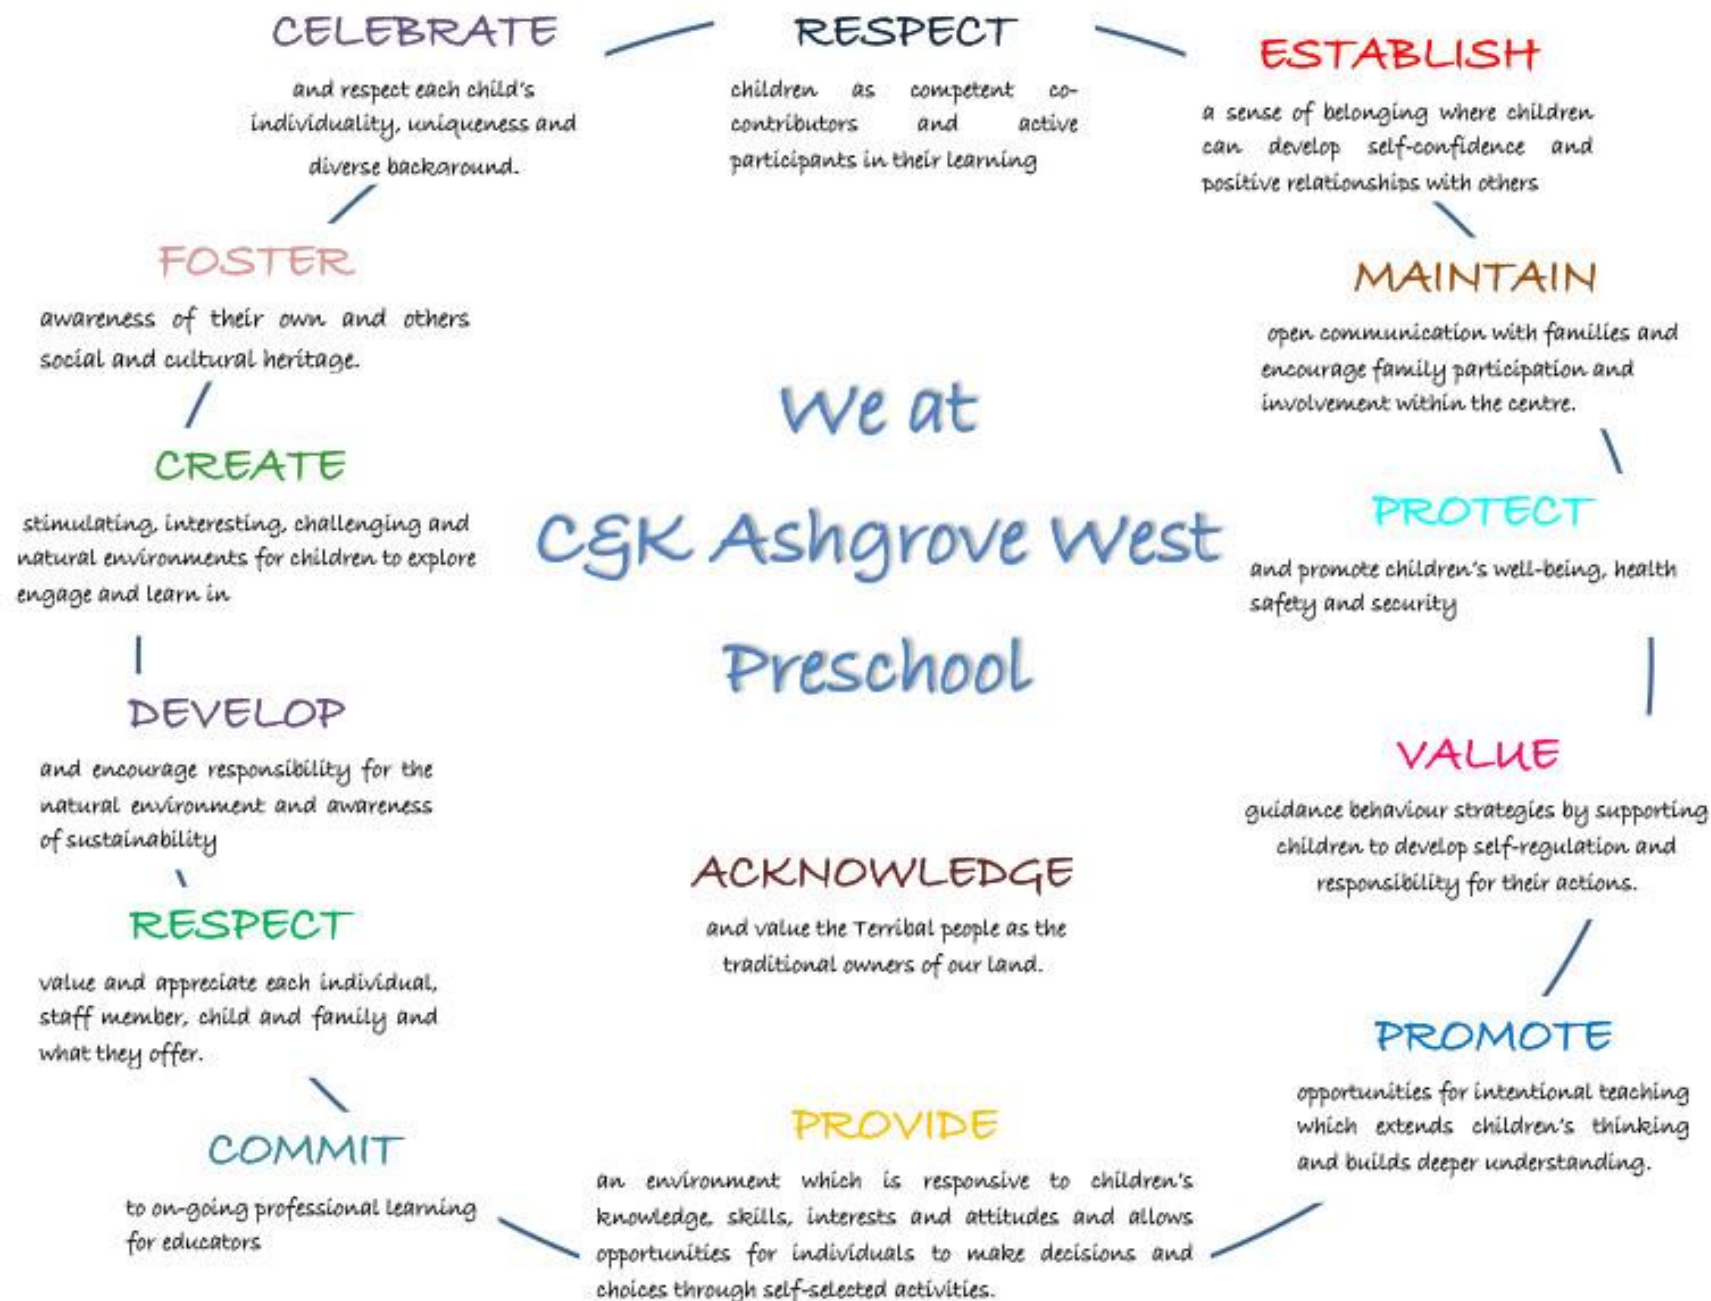 CELEBRATE
and respect each child's
individuality, uniqueness and
diverse background.
RESPECT
children as competent co-
contributors and active
participants in their learning
ESTABLISH
a sense of belonging where children
can develop self-confidence and
positive relationships with others
MAINTAIN
open communication with families and
encourage family participation and
involvement within the centre.
PROTECT
and promote children's well-being, health
safety and security
VALUE
guidance behaviour strategies by supporting
children to develop self-regulation and
responsibility for their actions.
PROMOTE
opportunities for intentional teaching
which extends children's thinking
and builds deeper understanding.
PROVIDE
an environment which is responsive to children's
knowledge, skills, interests and attitudes and allows
opportunities for individuals to make decisions and
choices through self-selected activities.
COMMIT
to on-going professional learning
for educators
RESPECT
value and appreciate each individual,
staff member, child and family and
what they offer.
DEVELOP
and encourage responsibility for the
natural environment and awareness
of sustainability
CREATE
stimulating, interesting, challenging and
natural environments for children to explore
engage and learn in
FOSTER
awareness of their own and others
social and cultural heritage.
We at
C&K Ashgrove West
Preschool
ACKNOWLEDGE
and value the Terribal people as the
traditional owners of our land.